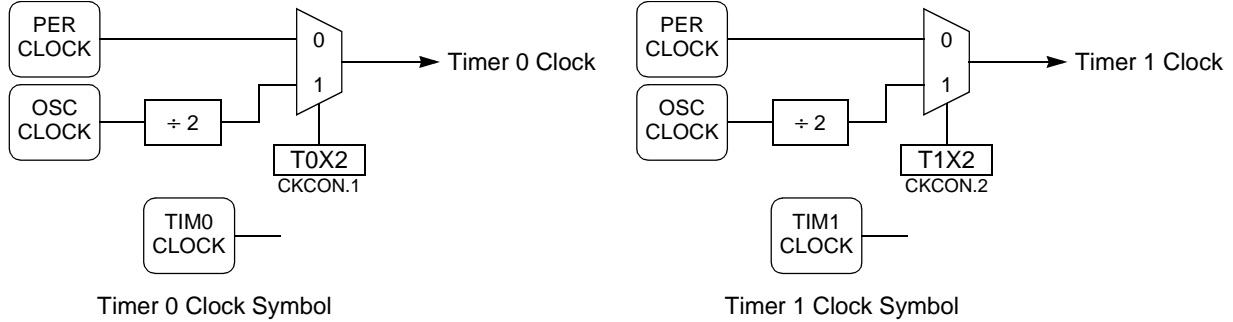 PER
CLOCK
0
Timer 0 Clock
1
OSC
CLOCK
÷ 2
T0X2
CKCON.1
TIM0
CLOCK
Timer 0 Clock Symbol
PER
CLOCK
0
Timer 1 Clock
1
OSC
CLOCK
÷ 2
T1X2
CKCON.2
TIM1
CLOCK
Timer 1 Clock Symbol